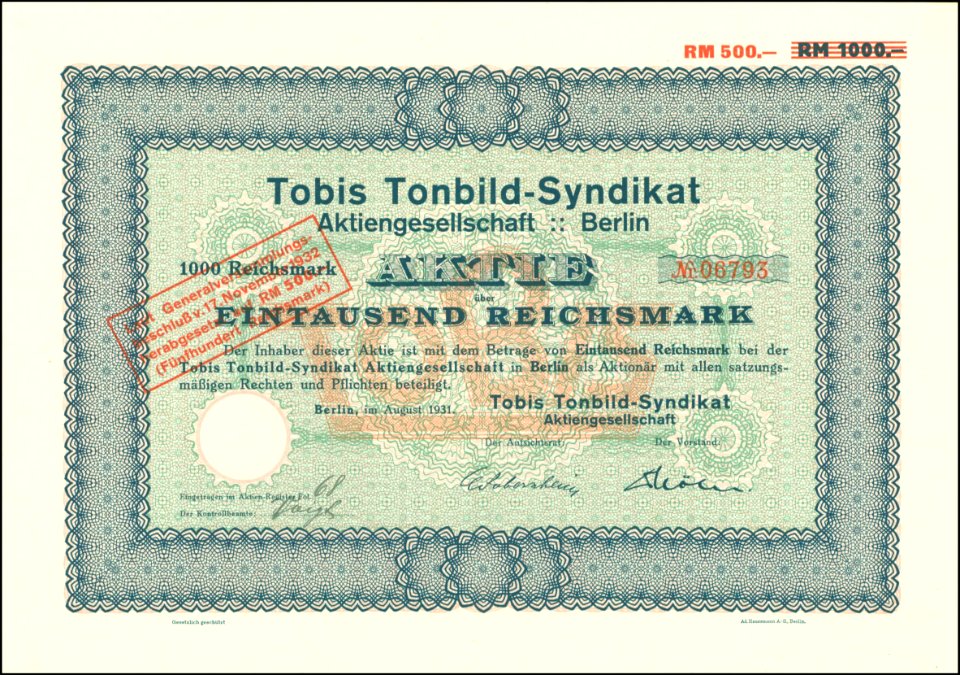 RM 500.— RM 1000.—
Tobis Tonbild-Syndikat
Aktiengesellschaft :: Berlin
1000 Reichsmark AKTIE № 06793
über
EINTAUSEND REICHSMARK
Laut Generalversammlungs-
beschluß v. 17. November 1932
herabgesetzt auf RM 500.—
(Fünfhundert Reichsmark)
Der Inhaber dieser Aktie ist mit dem Betrage von Eintausend Reichsmark bei der
Tobis Tonbild-Syndikat Aktiengesellschaft in Berlin als Aktionär mit allen satzungs-
mäßigen Rechten und Pflichten beteiligt.
Berlin, im August 1931.
Tobis Tonbild-Syndikat
Aktiengesellschaft
Der Aufsichtsrat: Der Vorstand:
Eingetragen im Aktien-Register Fol. 68
Der Kontrollbeamte:
Gesetzlich geschützt
Berlin.